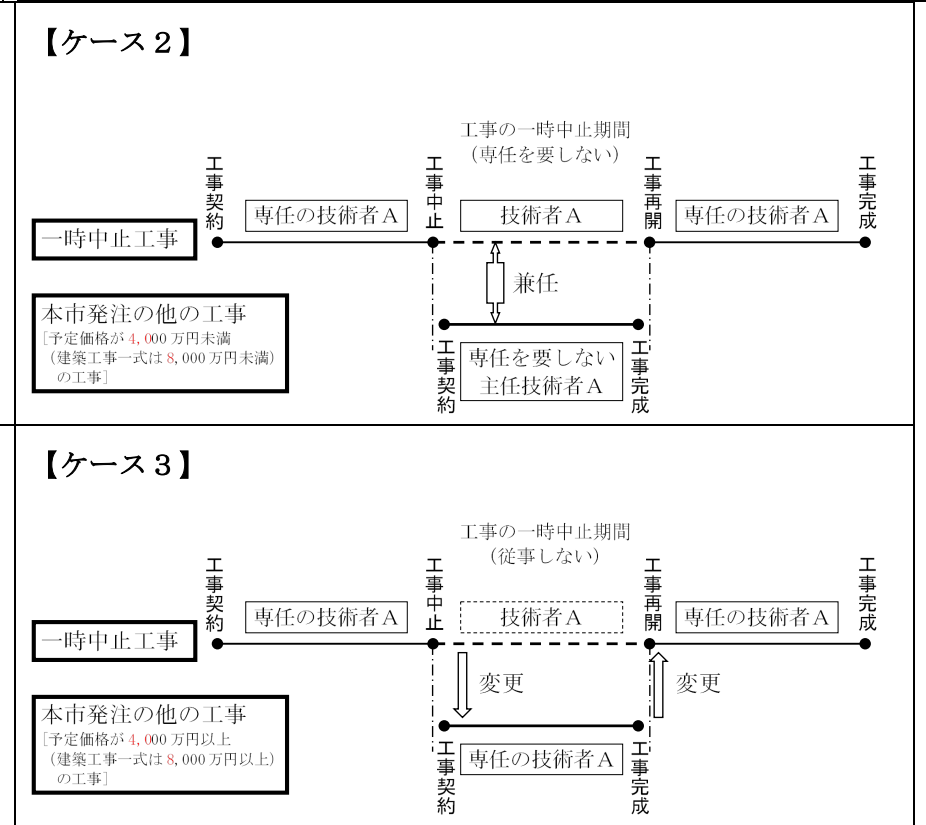 【ケース２】
工事の一時中止期間
（専任を要しない）
工事契約
工事中止
工事再開
工事完成
専任の技術者Ａ
技術者Ａ
専任の技術者Ａ
一時中止工事
兼任
本市発注の他の工事
［予定価格が 4,000 万円未満
（建築工事一式は 8,000 万円未満）
の工事］
工事契約
専任を要しない
主任技術者Ａ
工事完成
【ケース３】
工事の一時中止期間
（従事しない）
工事契約
工事中止
工事再開
工事完成
専任の技術者Ａ
技術者Ａ
専任の技術者Ａ
一時中止工事
変更
変更
本市発注の他の工事
［予定価格が 4,000 万円以上
（建築工事一式は 8,000 万円以上）
の工事］
工事契約
専任の技術者Ａ
工事完成